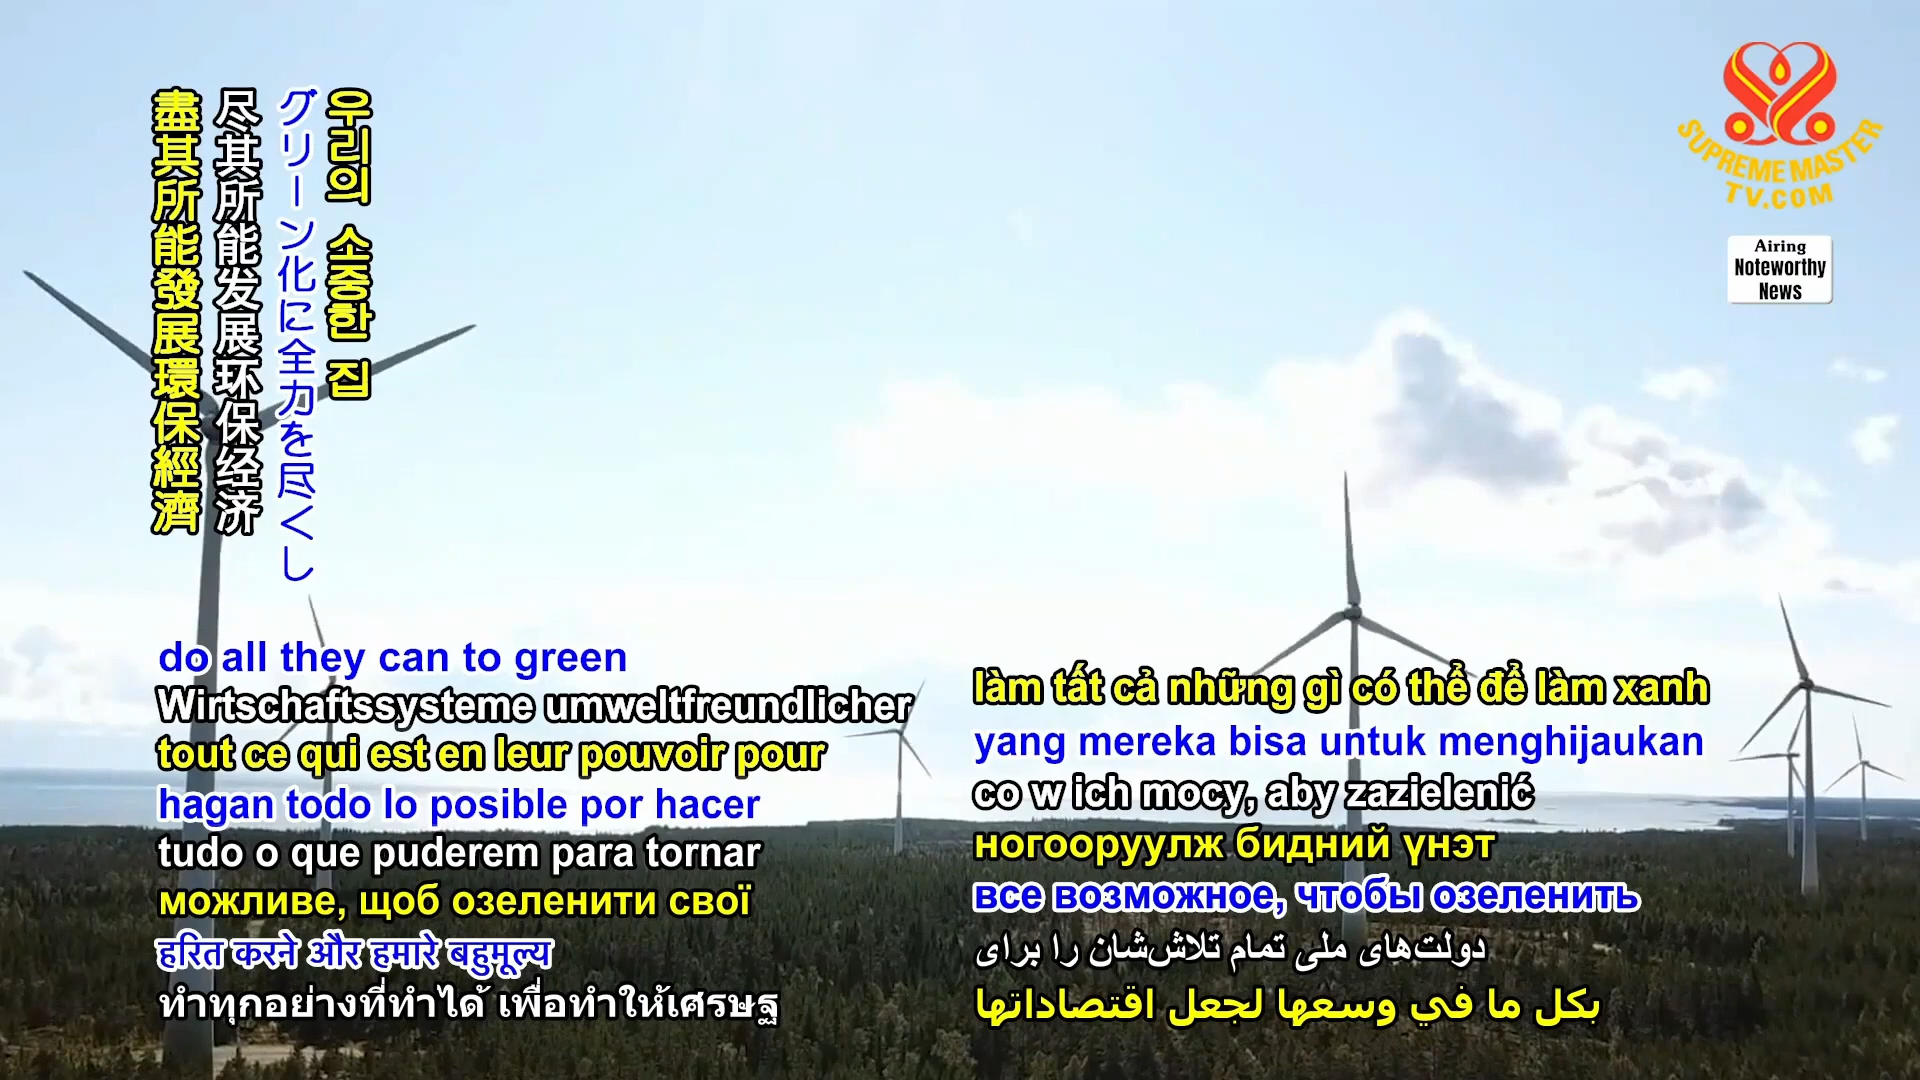 盡其所能發展環保經濟
尽其所能发展环保经济
グリーン化に全力を尽くし
우리의 소중한 집
SUPREME MASTER
TV.COM
Airing
Noteworthy
News
do all they can to green
Wirtschaftssysteme umweltfreundlicher
tout ce qui est en leur pouvoir pour
hagan todo lo posible por hacer
tudo o que puderem para tornar
можливе, щоб озеленити свої
हरित करने और हमारे बहुमूल्य
ทำทุกอย่างที่ทำได้ เพื่อทำให้เศรษฐ
làm tất cả những gì có thể để làm xanh
yang mereka bisa untuk menghijaukan
co w ich mocy, aby zazielenić
ногооруулж бидний үнэт
все возможное, чтобы озеленить
دولت‌های ملی تمام تلاش‌شان را برای
بكل ما في وسعها لجعل اقتصاداتها